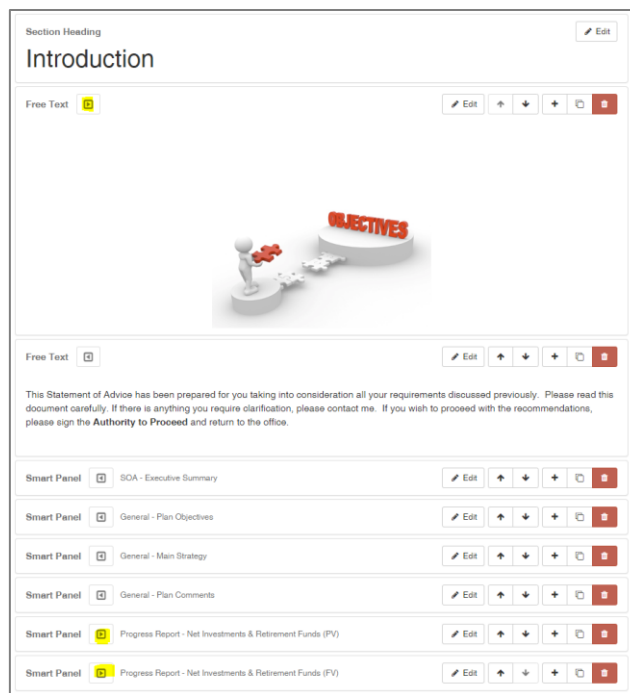 Section Heading
Edit
Introduction
Free Text
Edit
OBJECTIVES
Free Text
Edit
This Statement of Advice has been prepared for you taking into consideration all your requirements discussed previously.  Please read this
document carefully. If there is anything you require clarification, please contact me.  If you wish to proceed with the recommendations,
please sign the Authority to Proceed and return to the office.
Smart Panel SOA - Executive Summary Edit
Smart Panel General - Plan Objectives Edit
Smart Panel General - Main Strategy Edit
Smart Panel General - Plan Comments Edit
Smart Panel Progress Report - Net Investments & Retirement Funds (PV) Edit
Smart Panel Progress Report - Net Investments & Retirement Funds (FV) Edit